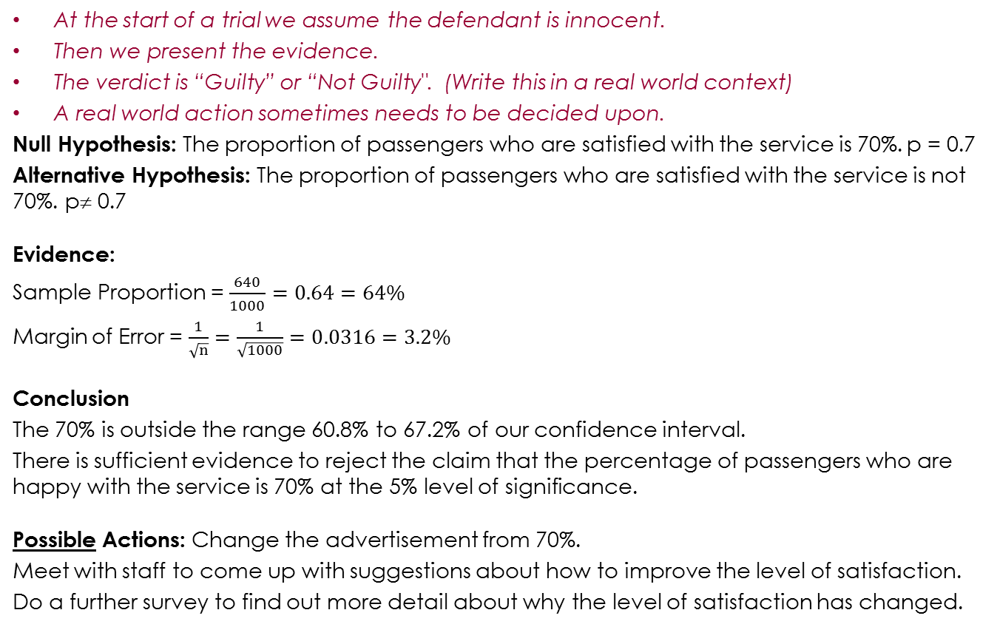 • At the start of a trial we assume the defendant is innocent.
• Then we present the evidence.
• The verdict is “Guilty” or “Not Guilty". (Write this in a real world context)
• A real world action sometimes needs to be decided upon.
Null Hypothesis: The proportion of passengers who are satisfied with the service is 70%. p = 0.7
Alternative Hypothesis: The proportion of passengers who are satisfied with the service is not
70%. p≠ 0.7
Evidence:
Sample Proportion = 640/1000 = 0.64 = 64%
Margin of Error = 1/√n = 1/√1000 = 0.0316 = 3.2%
Conclusion
The 70% is outside the range 60.8% to 67.2% of our confidence interval.
There is sufficient evidence to reject the claim that the percentage of passengers who are
happy with the service is 70% at the 5% level of significance.
Possible Actions: Change the advertisement from 70%.
Meet with staff to come up with suggestions about how to improve the level of satisfaction.
Do a further survey to find out more detail about why the level of satisfaction has changed.